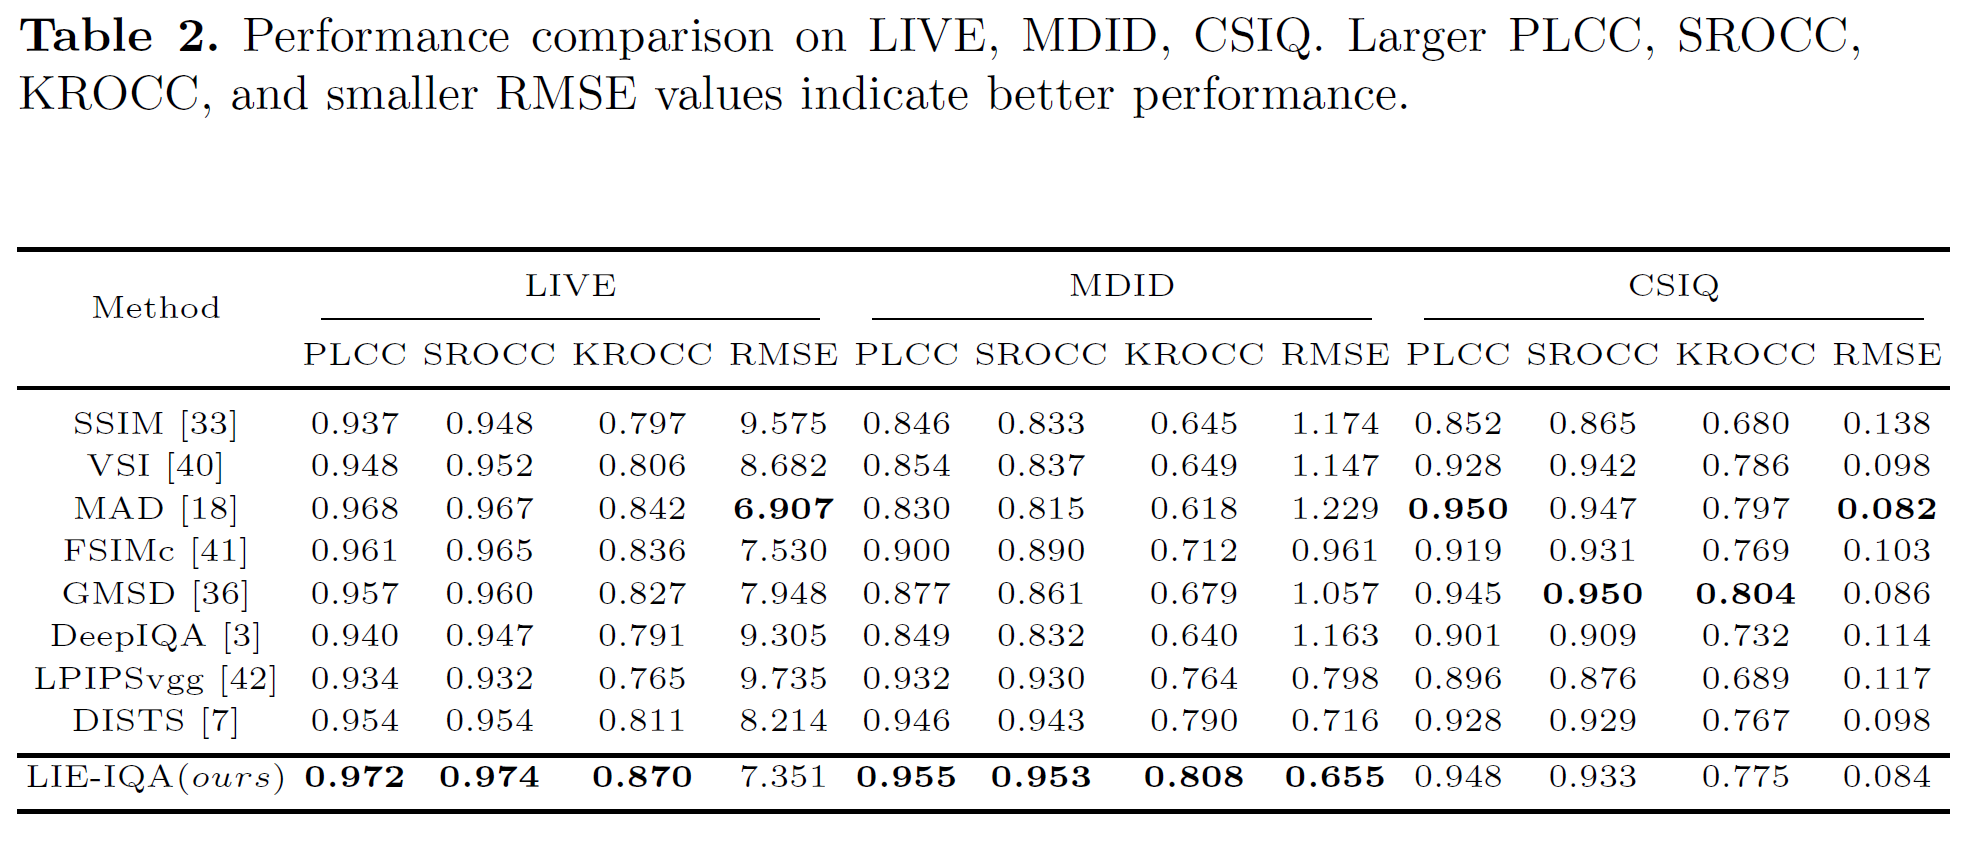 Table 2. Performance comparison on LIVE, MDID, CSIQ. Larger PLCC, SROCC,
KROCC, and smaller RMSE values indicate better performance.
Method LIVE MDID CSIQ
PLCC SROCC KROCC RMSE PLCC SROCC KROCC RMSE PLCC SROCC KROCC RMSE
SSIM [33] 0.937 0.948 0.797 9.575 0.846 0.833 0.645 1.174 0.852 0.865 0.680 0.138
VSI [40] 0.948 0.952 0.806 8.682 0.854 0.837 0.649 1.147 0.928 0.942 0.786 0.098
MAD [18] 0.968 0.967 0.842 6.907 0.830 0.815 0.618 1.229 0.950 0.947 0.797 0.082
FSIMc [41] 0.961 0.965 0.836 7.530 0.900 0.890 0.712 0.961 0.919 0.931 0.769 0.103
GMSD [36] 0.957 0.960 0.827 7.948 0.877 0.861 0.679 1.057 0.945 0.950 0.804 0.086
DeepIQA [3] 0.940 0.947 0.791 9.305 0.849 0.832 0.640 1.163 0.901 0.909 0.732 0.114
LPIPSvgg [42] 0.934 0.932 0.765 9.735 0.932 0.930 0.764 0.798 0.896 0.876 0.689 0.117
DISTS [7] 0.954 0.954 0.811 8.214 0.946 0.943 0.790 0.716 0.928 0.929 0.767 0.098
LIE-IQA(ours) 0.972 0.974 0.870 7.351 0.955 0.953 0.808 0.655 0.948 0.933 0.775 0.084